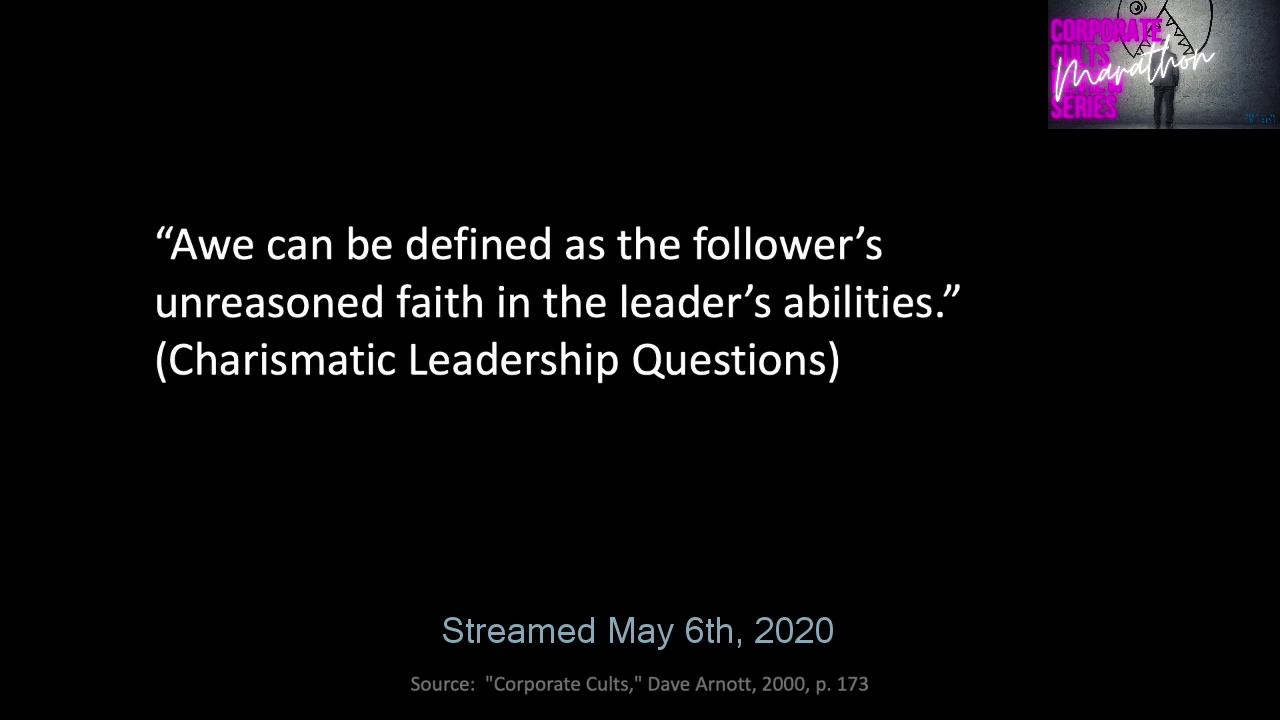 CORPORATE
CULTS
Marathon
SERIES
“Awe can be defined as the follower’s
unreasoned faith in the leader’s abilities.”
(Charismatic Leadership Questions)
Streamed May 6th, 2020
Source:  "Corporate Cults," Dave Arnott, 2000, p. 173